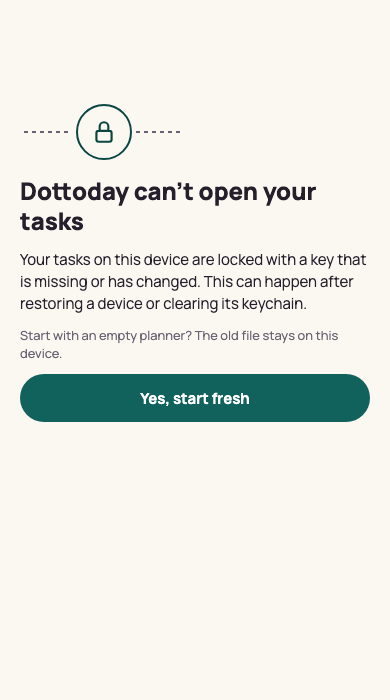 Dottoday can’t open your
tasks
Your tasks on this device are locked with a key that
is missing or has changed. This can happen after
restoring a device or clearing its keychain.
Start with an empty planner? The old file stays on this
device.
Yes, start fresh